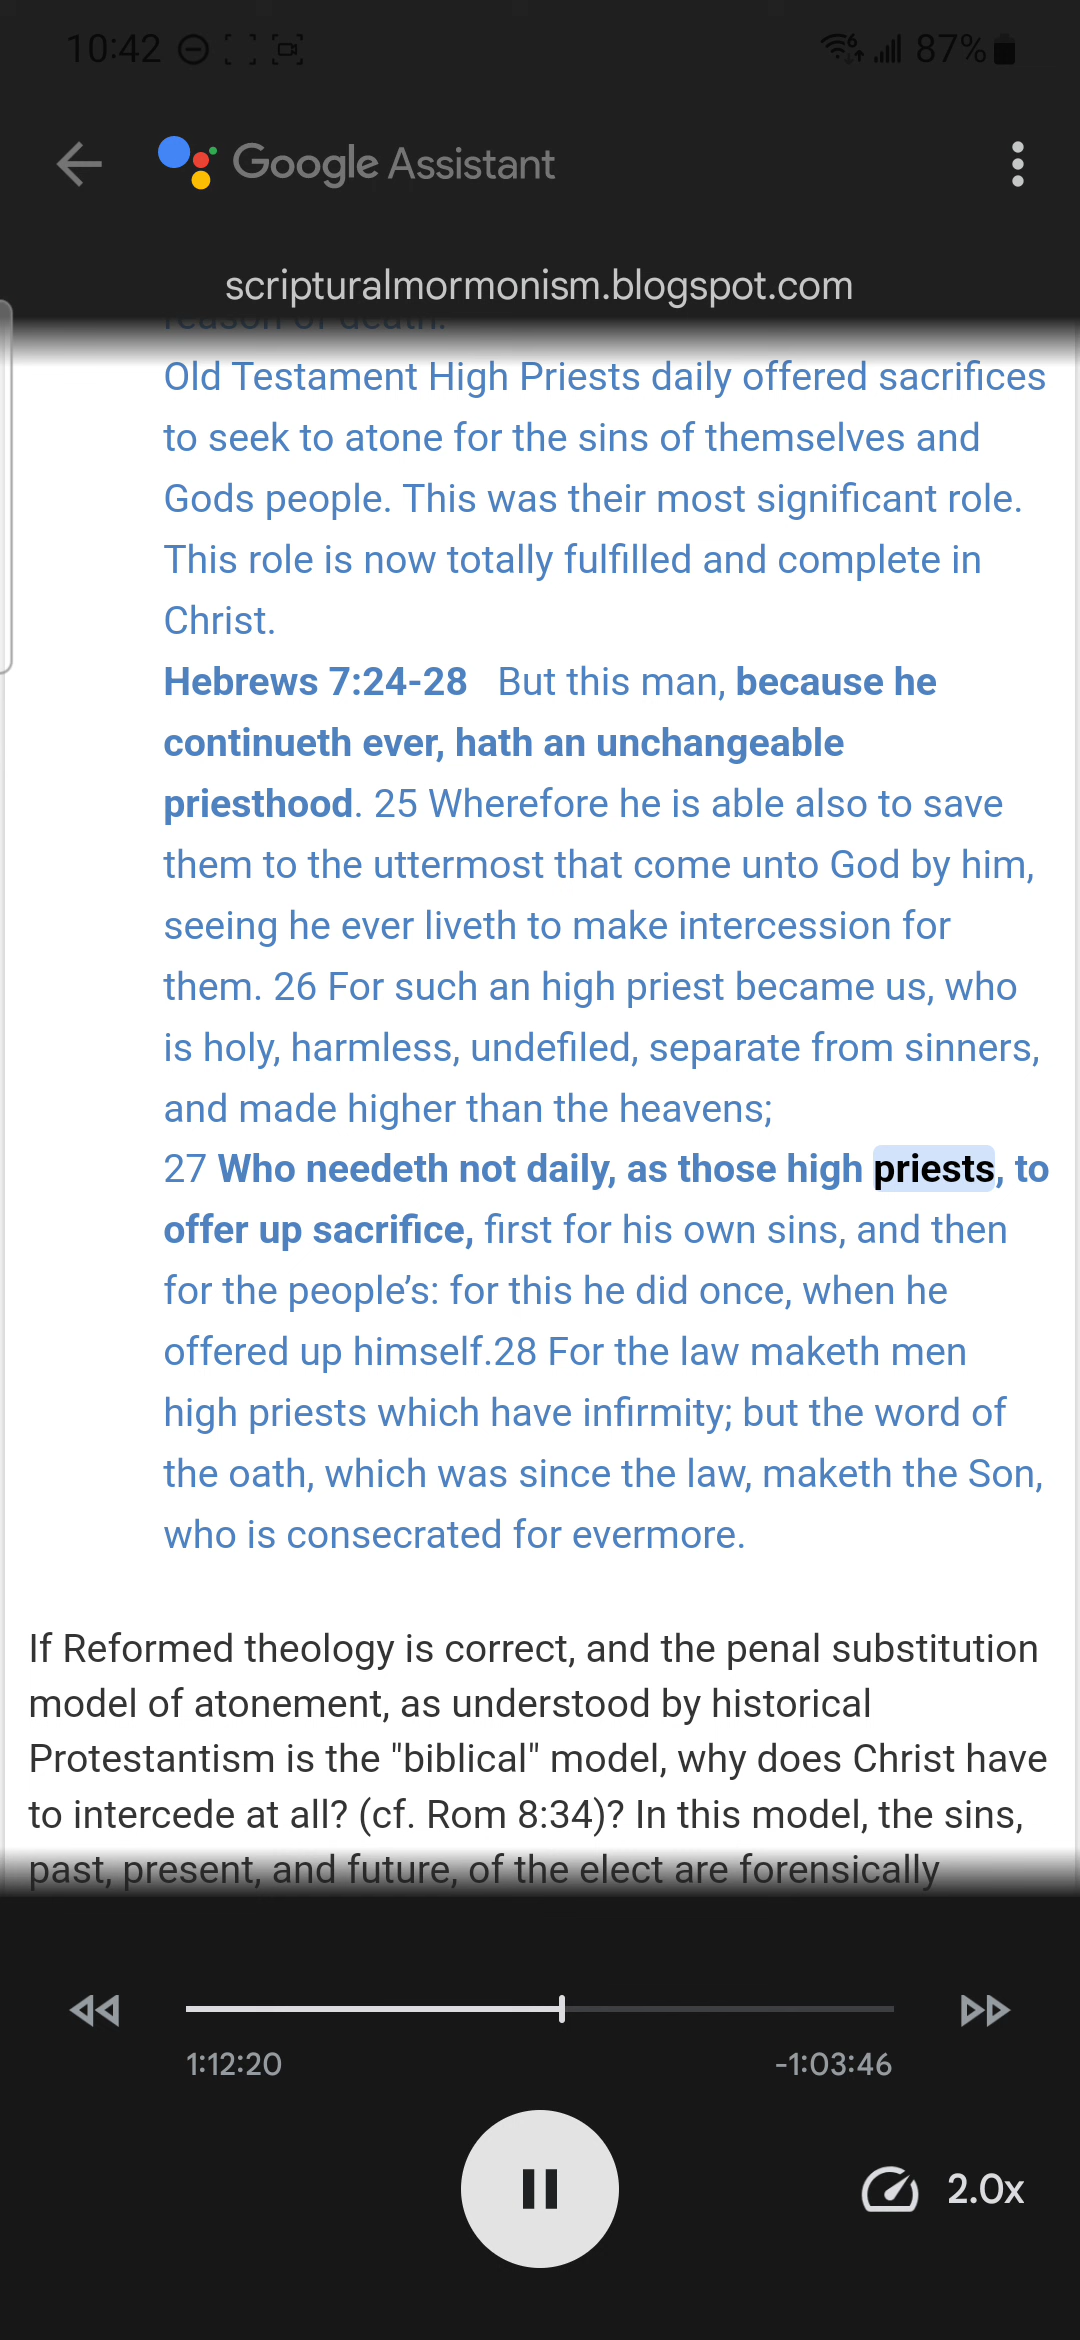 10:42
87%
Google Assistant
scripturalmormonism.blogspot.com
reason of death.
Old Testament High Priests daily offered sacrifices
to seek to atone for the sins of themselves and
Gods people. This was their most significant role.
This role is now totally fulfilled and complete in
Christ.
Hebrews 7:24-28 But this man, because he
continueth ever, hath an unchangeable
priesthood. 25 Wherefore he is able also to save
them to the uttermost that come unto God by him,
seeing he ever liveth to make intercession for
them. 26 For such an high priest became us, who
is holy, harmless, undefiled, separate from sinners,
and made higher than the heavens;
27 Who needeth not daily, as those high priests, to
offer up sacrifice, first for his own sins, and then
for the people’s: for this he did once, when he
offered up himself.28 For the law maketh men
high priests which have infirmity; but the word of
the oath, which was since the law, maketh the Son,
who is consecrated for evermore.
If Reformed theology is correct, and the penal substitution
model of atonement, as understood by historical
Protestantism is the "biblical" model, why does Christ have
to intercede at all? (cf. Rom 8:34)? In this model, the sins,
past, present, and future, of the elect are forensically
1:12:20
-1:03:46
2.0x